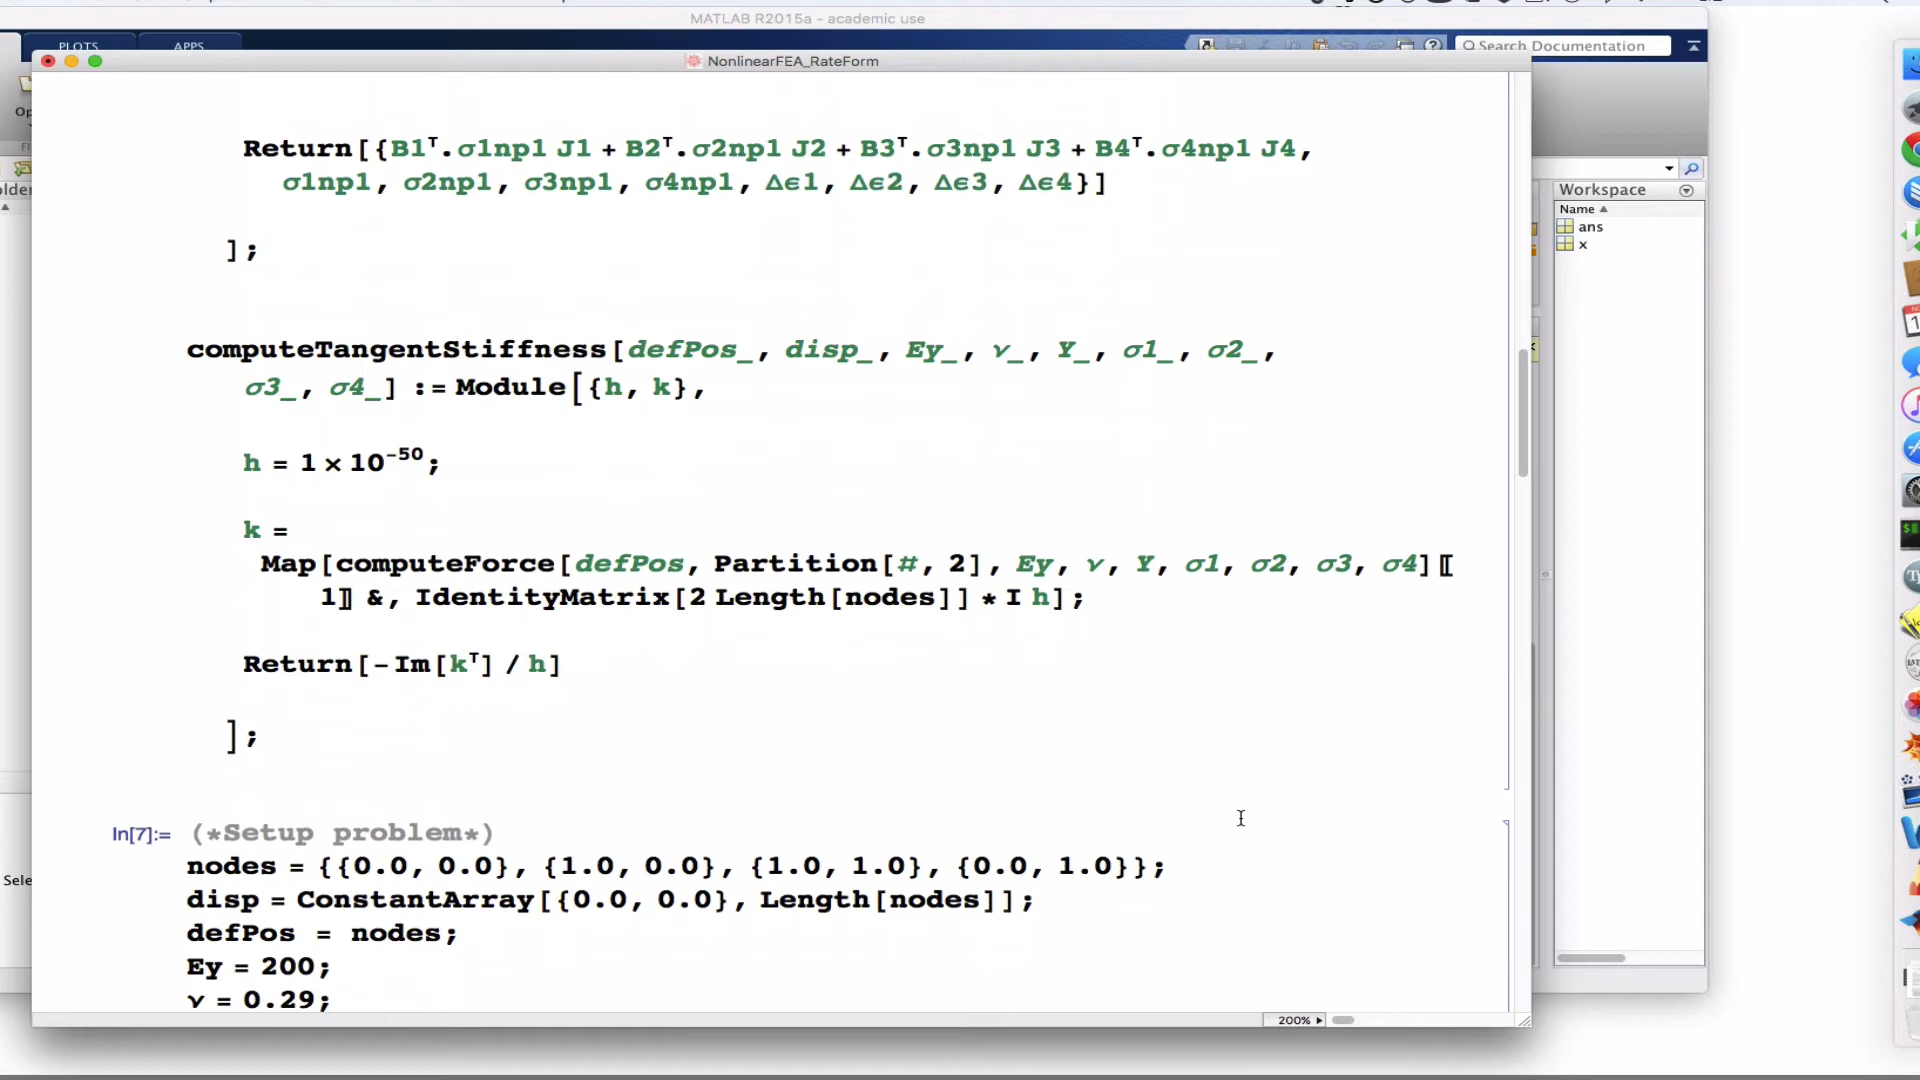 MATLAB R2015a - academic use
PLOTS
APPS
Search Documentation
NonlinearFEA_RateForm
Return[{B1ᵀ.σ1np1 J1 + B2ᵀ.σ2np1 J2 + B3ᵀ.σ3np1 J3 + B4ᵀ.σ4np1 J4,
σ1np1, σ2np1, σ3np1, σ4np1, Δϵ1, Δϵ2, Δϵ3, Δϵ4}]
];
computeTangentStiffness[defPos_, disp_, Ey_, ν_, Y_, σ1_, σ2_,
σ3_, σ4_] := Module[{h, k},
h = 1 × 10⁻⁵⁰;
k =
Map[computeForce[defPos, Partition[#, 2], Ey, ν, Y, σ1, σ2, σ3, σ4]〚
1〛 &, IdentityMatrix[2 Length[nodes]] * I h];
Return[-Im[kᵀ] / h]
];
In[7]:= (*Setup problem*)
nodes = {{0.0, 0.0}, {1.0, 0.0}, {1.0, 1.0}, {0.0, 1.0}};
disp = ConstantArray[{0.0, 0.0}, Length[nodes]];
defPos = nodes;
Ey = 200;
ν = 0.29;
200%
Workspace
Name
ans
x
Sele